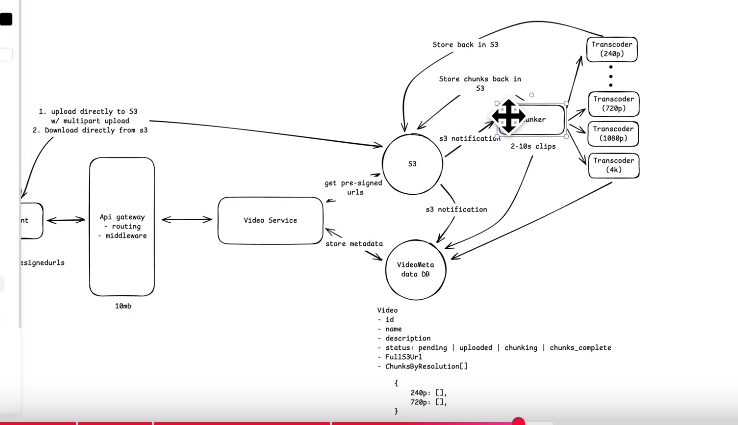 Store back in S3
Transcoder
(240p)
Store chunks back in
S3
Transcoder
(720p)
1. upload directly to S3
w/ multipart upload
2. Download directly from s3
s3 notification
2-10s clips
Transcoder
(1080p)
S3
Transcoder
(4k)
get pre-signed
urls
Api gateway
- routing
- middleware
Video Service
s3 notification
store metadata
VideoMeta
data DB
10mb
Video
- id
- name
- description
- status: pending | uploaded | chunking | chunks_complete
- FullS3Url
- ChunksByResolution[]
{
240p: [],
720p: [],
}